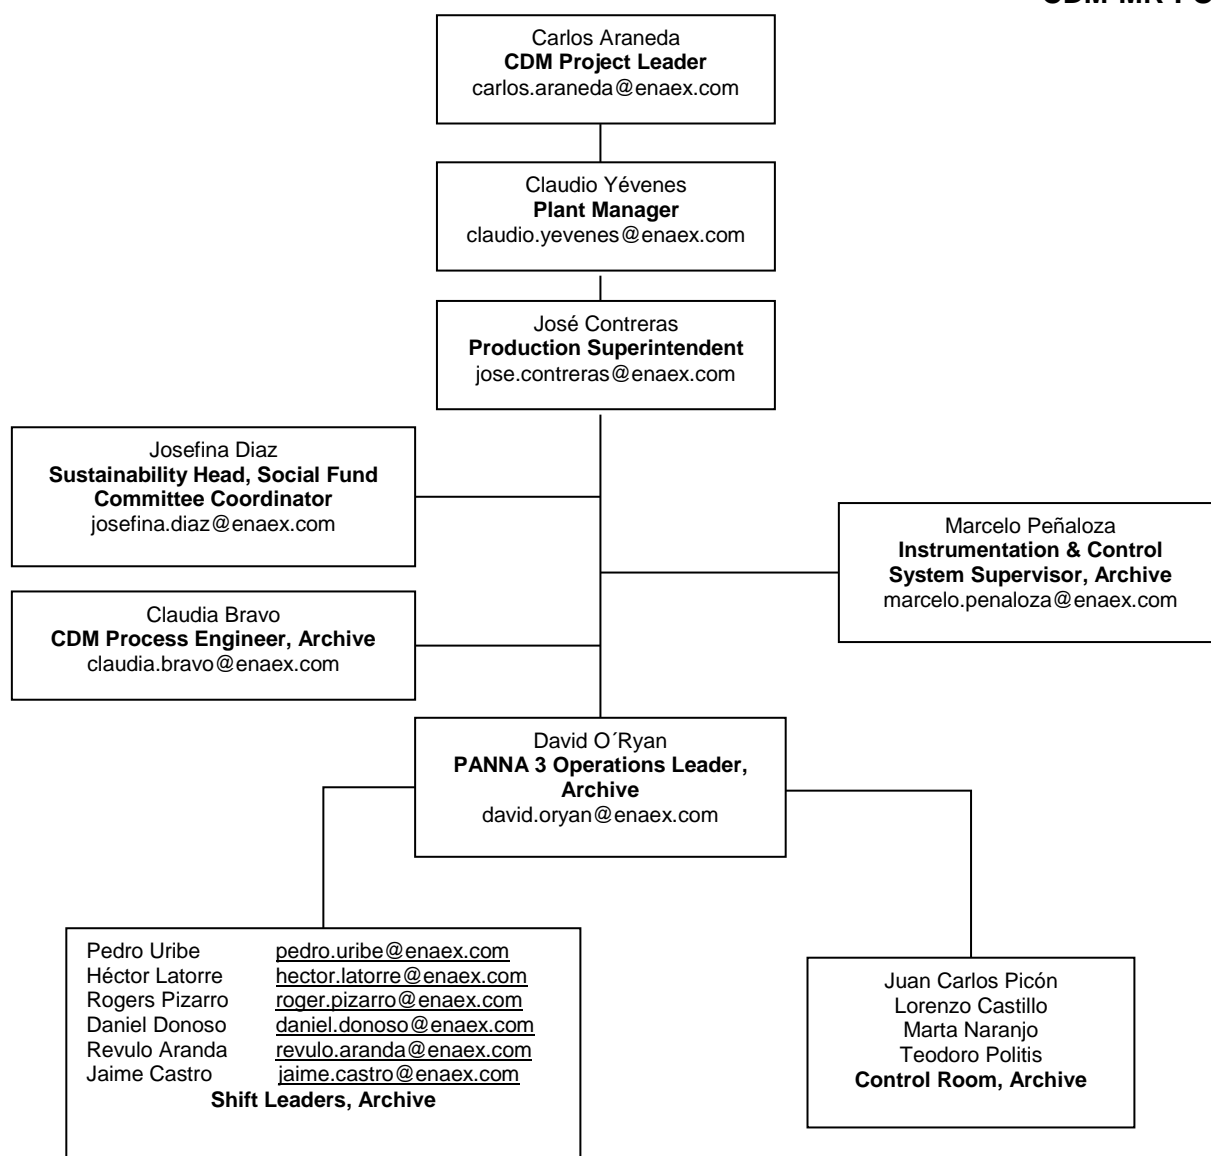 Carlos Araneda
CDM Project Leader
carlos.araneda@enaex.com
Claudio Yévenes
Plant Manager
claudio.yevenes@enaex.com
José Contreras
Production Superintendent
jose.contreras@enaex.com
Josefina Diaz
Sustainability Head, Social Fund
Committee Coordinator
josefina.diaz@enaex.com
Marcelo Peñaloza
Instrumentation & Control
System Supervisor, Archive
marcelo.penaloza@enaex.com
Claudia Bravo
CDM Process Engineer, Archive
claudia.bravo@enaex.com
David O´Ryan
PANNA 3 Operations Leader,
Archive
david.oryan@enaex.com
Pedro Uribe pedro.uribe@enaex.com
Héctor Latorre hector.latorre@enaex.com
Rogers Pizarro roger.pizarro@enaex.com
Daniel Donoso daniel.donoso@enaex.com
Revulo Aranda revulo.aranda@enaex.com
Jaime Castro jaime.castro@enaex.com
Shift Leaders, Archive
Juan Carlos Picón
Lorenzo Castillo
Marta Naranjo
Teodoro Politis
Control Room, Archive